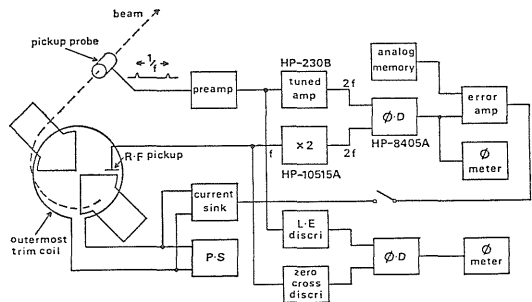 beam
pickup probe
1/f
HP-230B
analog
memory
preamp
tuned
amp
2f
error
amp
ø·D
HP-8405A
×2
f
2f
HP-10515A
ø
meter
R·F pickup
current
sink
outermost
trim coil
P·S
L·E
discri
ø·D
ø
meter
zero
cross
discri